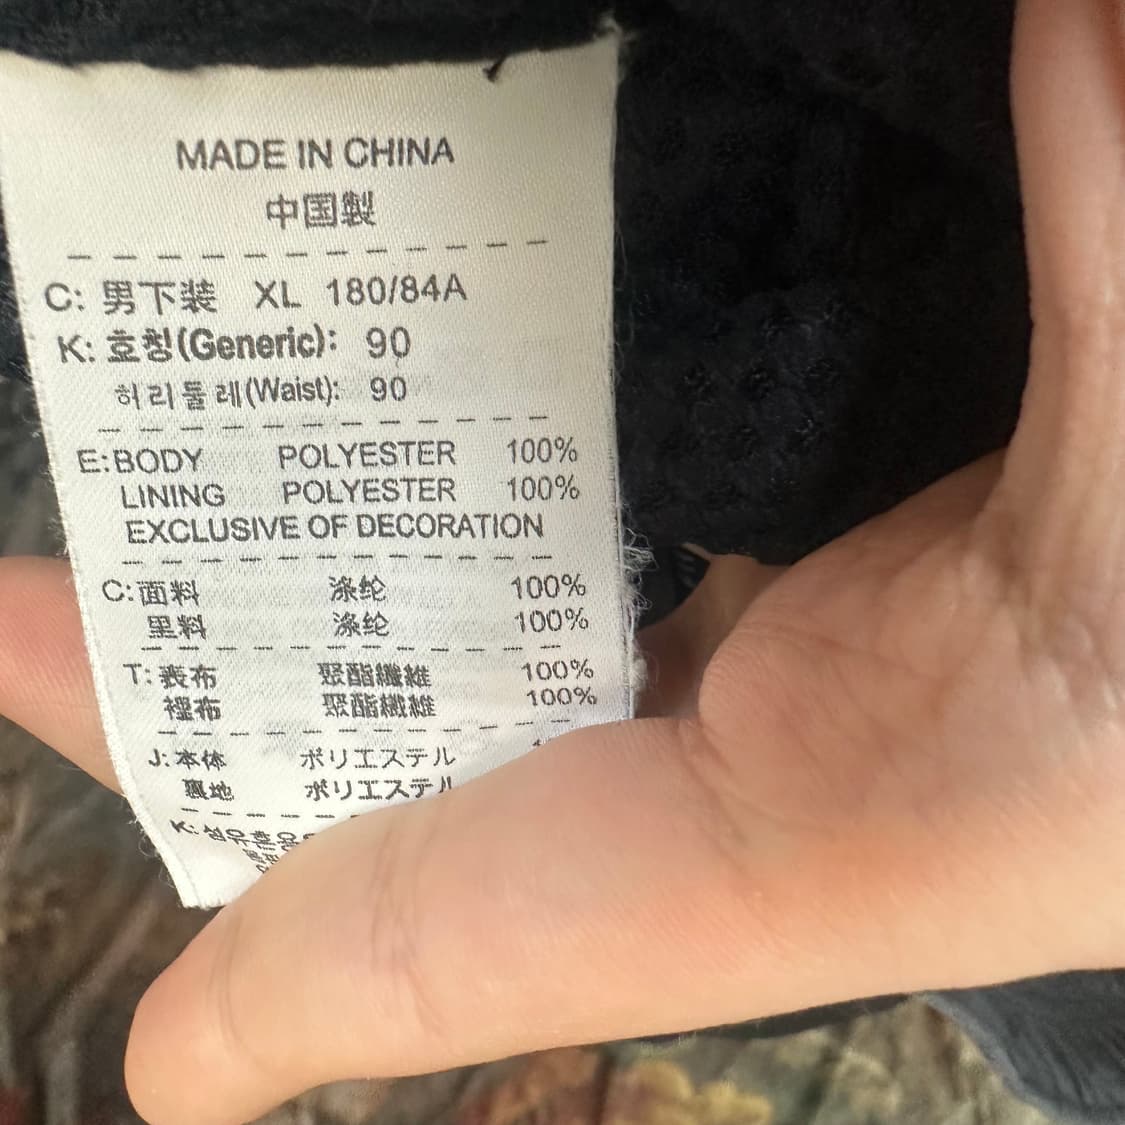 MADE IN CHINA
中国製
C: 男下装 XL 180/84A
K: 호칭(Generic): 90
허리둘레(Waist): 90
E: BODY POLYESTER 100%
LINING POLYESTER 100%
EXCLUSIVE OF DECORATION
C: 面料 涤纶 100%
里料 涤纶 100%
T: 表布 聚酯纖維 100%
裡布 聚酯纖維 100%
J: 本体 ポリエステル
裏地 ポリエステル
K: